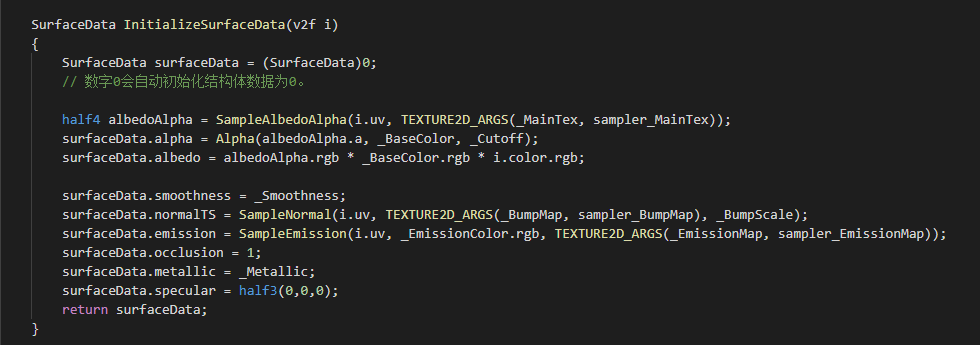 SurfaceData InitializeSurfaceData(v2f i)
{
    SurfaceData surfaceData = (SurfaceData)0;
    // 数字0会自动初始化结构体数据为0。

    half4 albedoAlpha = SampleAlbedoAlpha(i.uv, TEXTURE2D_ARGS(_MainTex, sampler_MainTex));
    surfaceData.alpha = Alpha(albedoAlpha.a, _BaseColor, _Cutoff);
    surfaceData.albedo = albedoAlpha.rgb * _BaseColor.rgb * i.color.rgb;

    surfaceData.smoothness = _Smoothness;
    surfaceData.normalTS = SampleNormal(i.uv, TEXTURE2D_ARGS(_BumpMap, sampler_BumpMap), _BumpScale);
    surfaceData.emission = SampleEmission(i.uv, _EmissionColor.rgb, TEXTURE2D_ARGS(_EmissionMap, sampler_EmissionMap));
    surfaceData.occlusion = 1;
    surfaceData.metallic = _Metallic;
    surfaceData.specular = half3(0,0,0);
    return surfaceData;
}